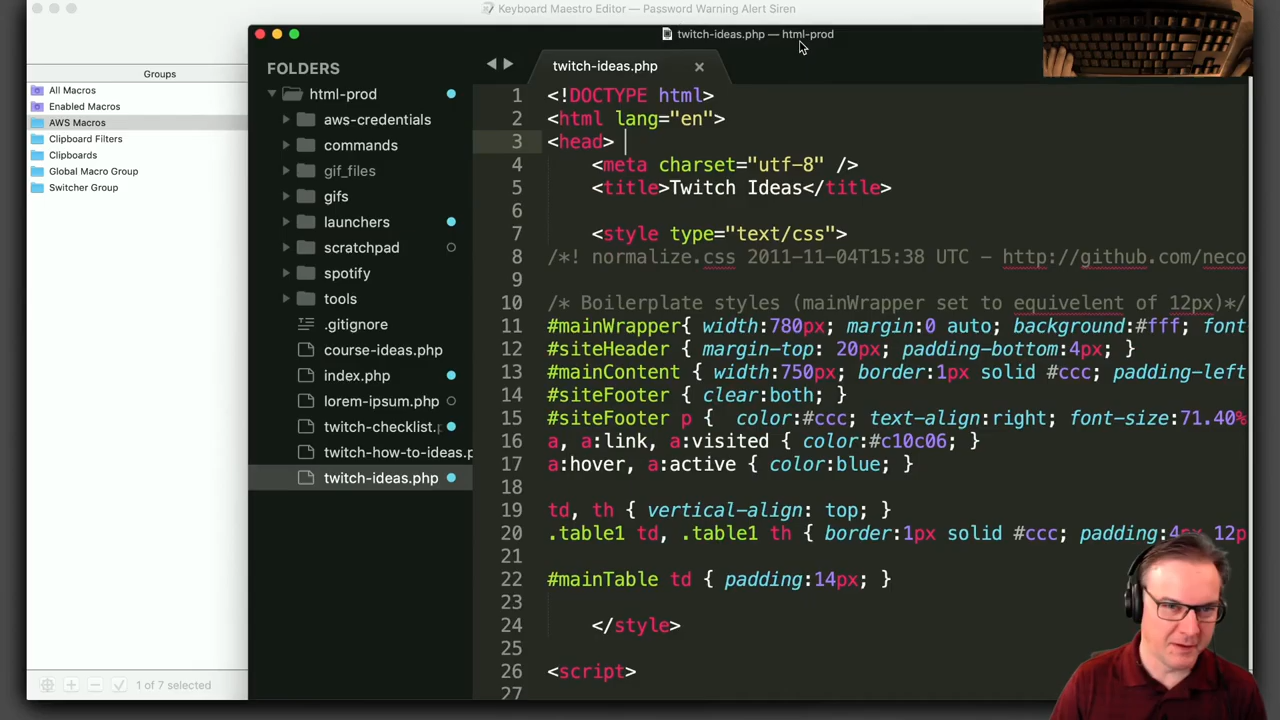 Keyboard Maestro Editor — Password Warning Alert Siren
Groups
All Macros
Enabled Macros
AWS Macros
Clipboard Filters
Clipboards
Global Macro Group
Switcher Group
1 of 7 selected
twitch-ideas.php — html-prod
FOLDERS
html-prod
aws-credentials
commands
gif_files
gifs
launchers
scratchpad
spotify
tools
.gitignore
course-ideas.php
index.php
lorem-ipsum.php
twitch-checklist.
twitch-how-to-ideas.p
twitch-ideas.php
twitch-ideas.php
1 <!DOCTYPE html>
2 <html lang="en">
3 <head>
4 <meta charset="utf-8" />
5 <title>Twitch Ideas</title>
6
7 <style type="text/css">
8 /*! normalize.css 2011-11-04T15:38 UTC - http://github.com/neco
9
10 /* Boilerplate styles (mainWrapper set to equivelent of 12px)*/
11 #mainWrapper{ width:780px; margin:0 auto; background:#fff; font
12 #siteHeader { margin-top: 20px; padding-bottom:4px; }
13 #mainContent { width:750px; border:1px solid #ccc; padding-left
14 #siteFooter { clear:both; }
15 #siteFooter p { color:#ccc; text-align:right; font-size:71.40%
16 a, a:link, a:visited { color:#c10c06; }
17 a:hover, a:active { color:blue; }
18
19 td, th { vertical-align: top; }
20 .table1 td, .table1 th { border:1px solid #ccc; padding:4px 12p
21
22 #mainTable td { padding:14px; }
23
24 </style>
25
26 <script>
27